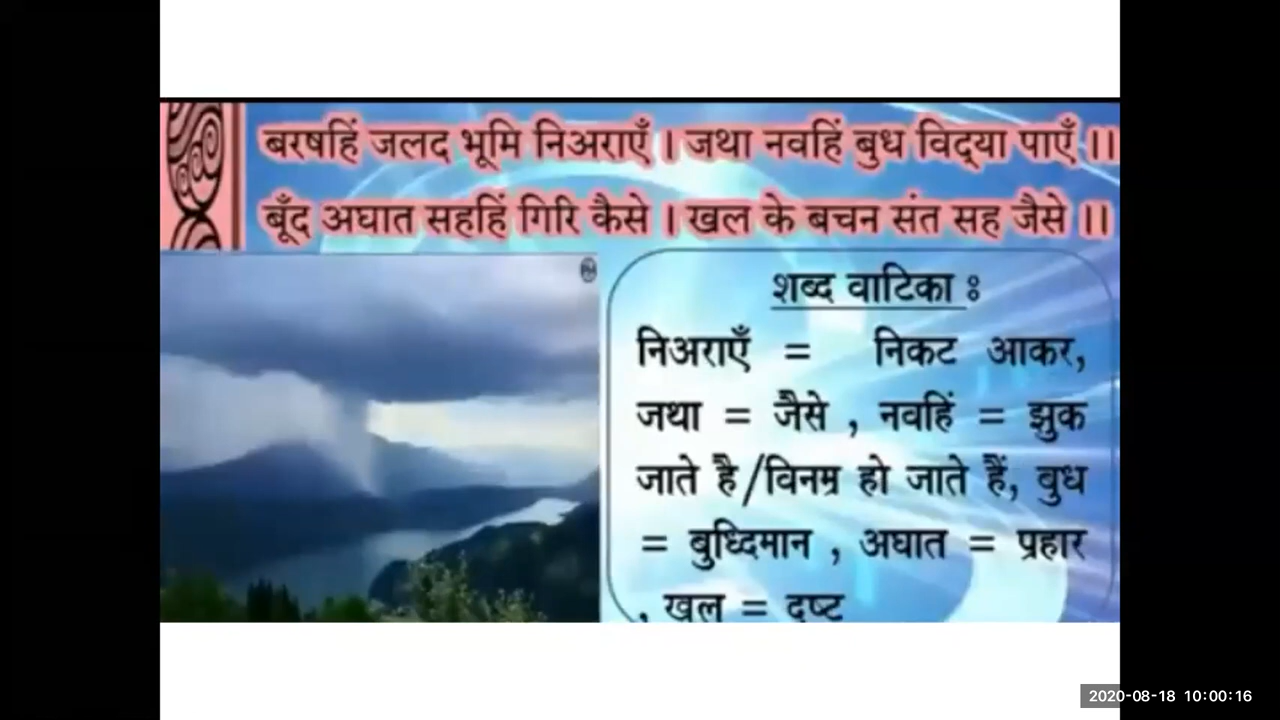 बरषहिं जलद भूमि निअराएँ । जथा नवहिं बुध विद्‌या पाएँ ।।
बूँद अघात सहहिं गिरि कैसे । खल के बचन संत सह जैसे ।।
शब्द वाटिका :
निअराएँ = निकट आकर,
जथा = जैसे , नवहिं = झुक
जाते है/विनम्र हो जाते हैं, बुध
= बुध्दिमान , अघात = प्रहार
, खल = दुष्ट
2020-08-18 10:00:16